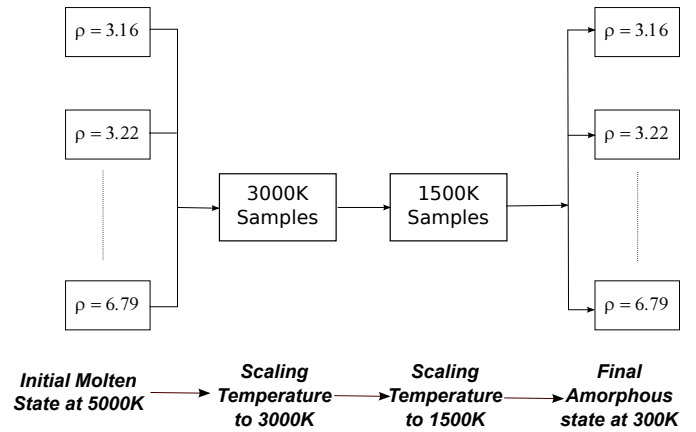 ρ = 3.16
ρ = 3.22
ρ = 6.79
3000K
Samples
1500K
Samples
ρ = 3.16
ρ = 3.22
ρ = 6.79
Initial Molten
State at 5000K
Scaling
Temperature
to 3000K
Scaling
Temperature
to 1500K
Final
Amorphous
state at 300K